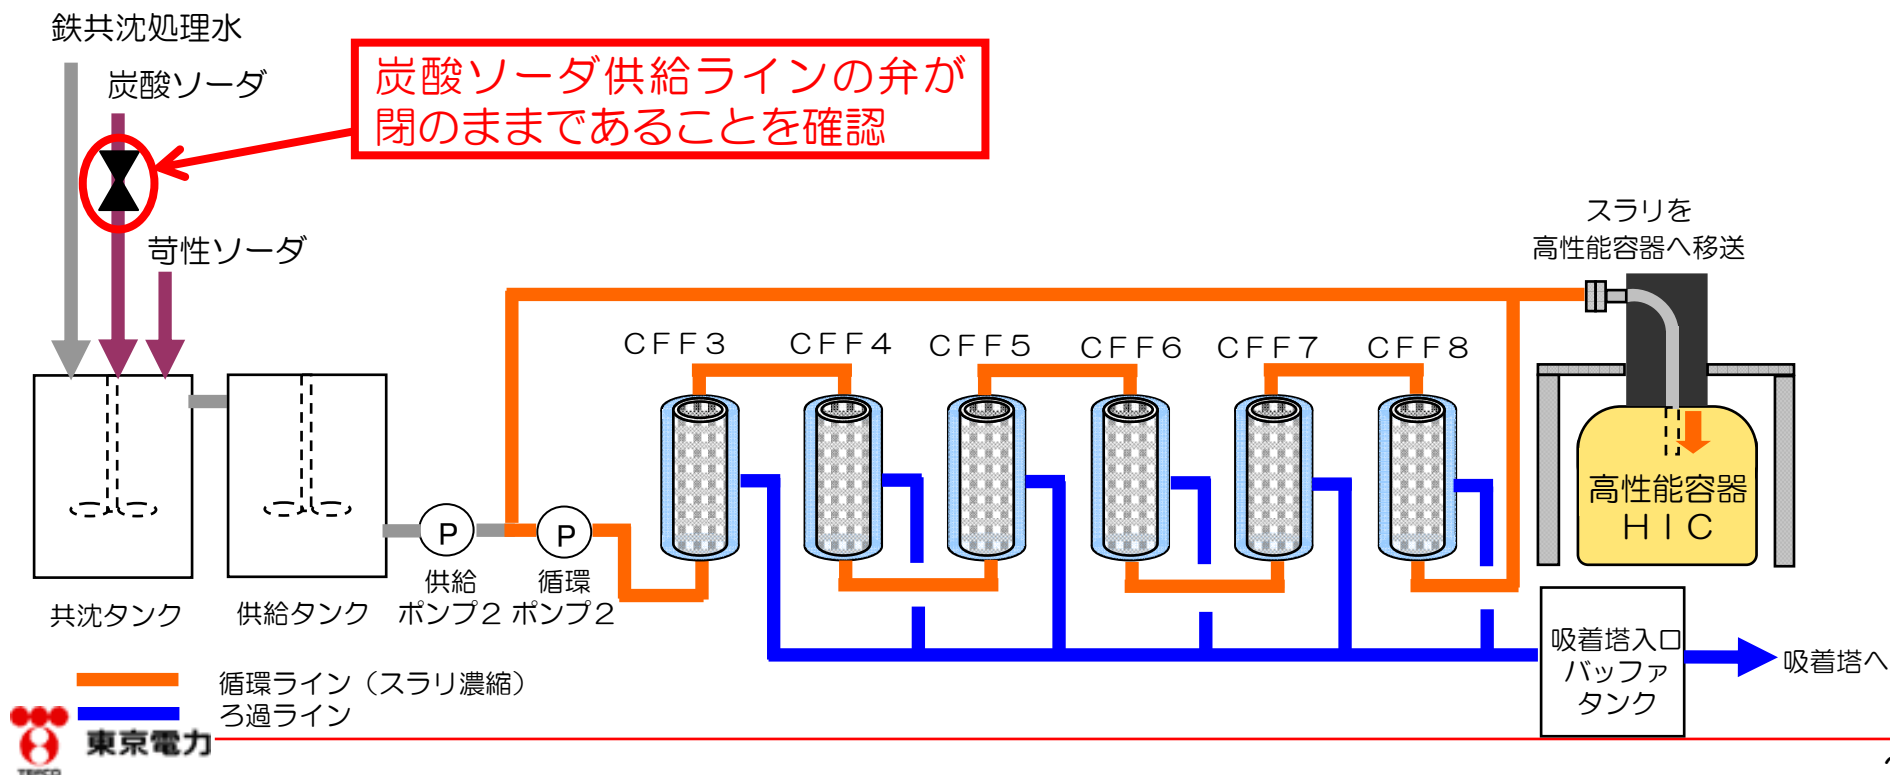 鉄共沈処理水
炭酸ソーダ
炭酸ソーダ供給ラインの弁が
閉のままであることを確認
苛性ソーダ
スラリを
高性能容器へ移送
CFF3
CFF4
CFF5
CFF6
CFF7
CFF8
高性能容器
HIC
P
P
供給
ポンプ2
循環
ポンプ2
共沈タンク
供給タンク
吸着塔入口
バッファ
タンク
吸着塔へ
循環ライン(スラリ濃縮)
ろ過ライン
東京電力